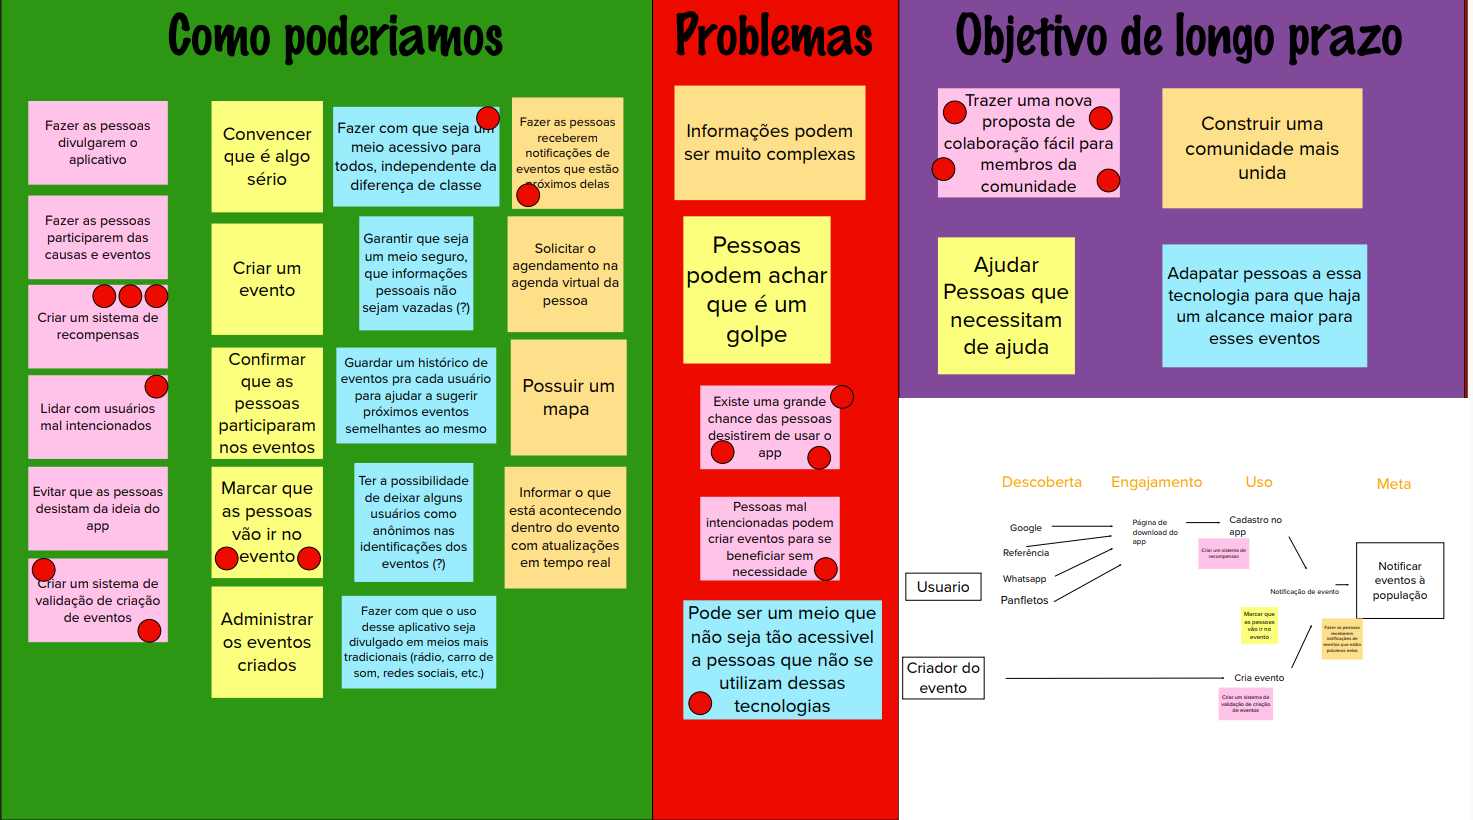 Como poderiamos
Fazer as pessoas
divulgarem o
aplicativo
Fazer as pessoas
participarem das
causas e eventos
Criar um sistema de
recompensas
Lidar com usuários
mal intencionados
Evitar que as pessoas
desistam da ideia do
app
Criar um sistema de
validação de criação
de eventos
Convencer
que é algo
sério
Criar um
evento
Confirmar
que as
pessoas
participaram
nos eventos
Marcar que
as pessoas
vão ir no
evento
Administrar
os eventos
criados
Fazer com que seja um
meio acessivo para
todos, independente da
diferença de classe
Garantir que seja
um meio seguro,
que informações
pessoais não
sejam vazadas (?)
Guardar um histórico de
eventos pra cada usuário
para ajudar a sugerir
próximos eventos
semelhantes ao mesmo
Ter a possibilidade
de deixar alguns
usuários como
anônimos nas
identificações dos
eventos (?)
Fazer com que o uso
desse aplicativo seja
divulgado em meios mais
tradicionais (rádio, carro de
som, redes sociais, etc.)
Fazer as pessoas
receberem
notificações de
eventos que estão
próximos delas
Solicitar o
agendamento na
agenda virtual da
pessoa
Possuir um
mapa
Informar o que
está acontecendo
dentro do evento
com atualizações
em tempo real
Problemas
Informações podem
ser muito complexas
Pessoas
podem achar
que é um
golpe
Existe uma grande
chance das pessoas
desistirem de usar o
app
Pessoas mal
intencionadas podem
criar eventos para se
beneficiar sem
necessidade
Pode ser um meio que
não seja tão acessivel
a pessoas que não se
utilizam dessas
tecnologias
Objetivo de longo prazo
Trazer uma nova
proposta de
colaboração fácil para
membros da
comunidade
Construir uma
comunidade mais
unida
Ajudar
Pessoas que
necessitam
de ajuda
Adapatar pessoas a essa
tecnologia para que haja
um alcance maior para
esses eventos
Descoberta
Engajamento
Uso
Meta
Usuario
Criador do
evento
Google
Referência
Whatsapp
Panfletos
Página de
download do
app
Cadastro no
app
Criar um sistema de
recompensas
Notificação de evento
Marcar que
as pessoas
vão ir no
evento
Fazer as pessoas
receberem
notificações de
eventos que estão
próximos delas
Notificar
eventos à
população
Cria evento
Criar um sistema de
validação de criação
de eventos